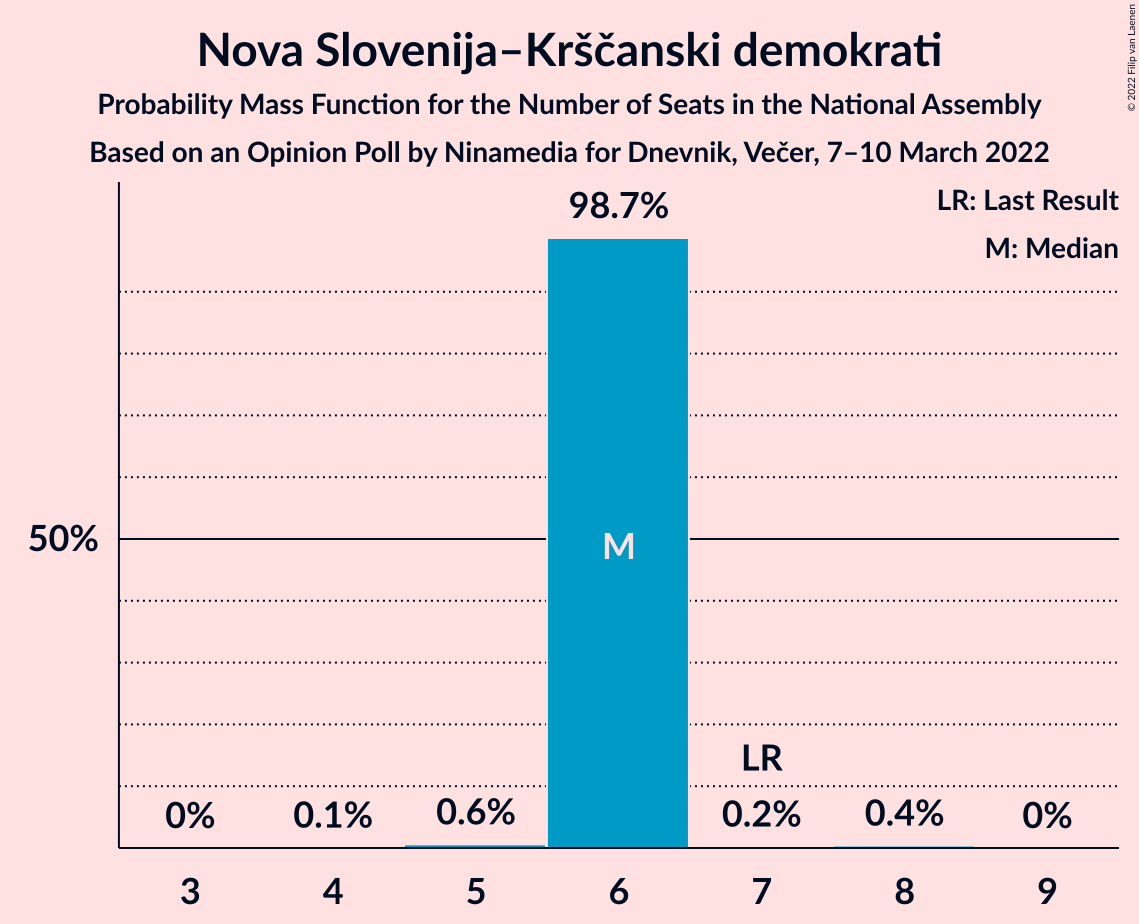 Nova Slovenija–Krščanski demokrati
Probability Mass Function for the Number of Seats in the National Assembly
Based on an Opinion Poll by Ninamedia for Dnevnik, Večer, 7–10 March 2022
© 2022 Filip van Laenen
LR: Last Result
M: Median
98.7%
50%
M
LR
0%
0.1%
0.6%
0.2%
0.4%
0%
3
4
5
6
7
8
9